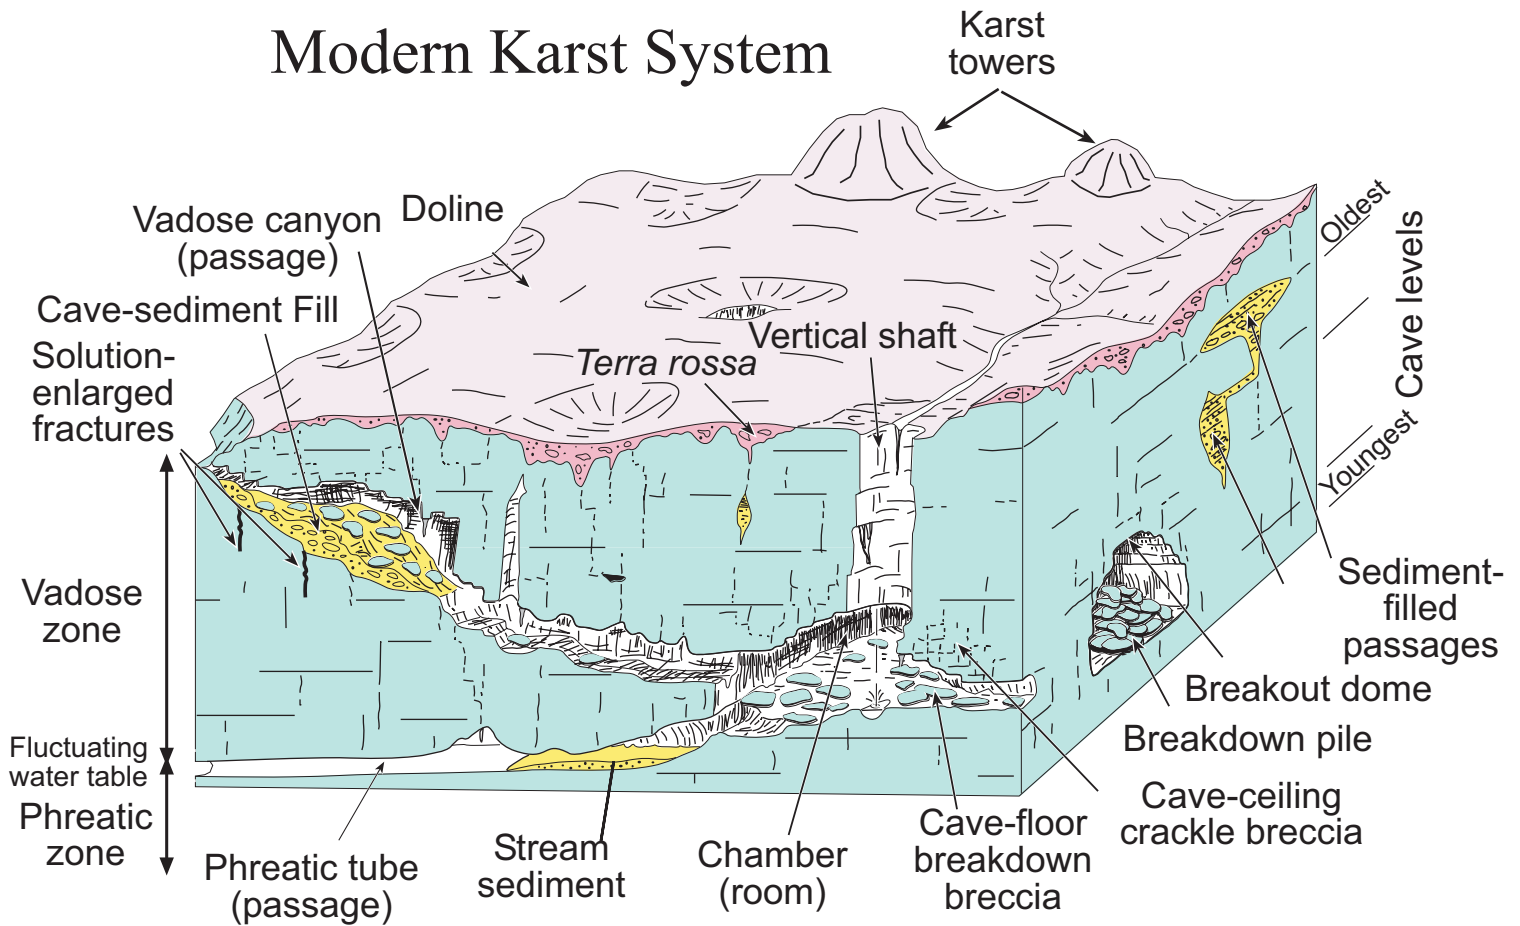 Modern Karst System
Karst
towers
Vadose canyon
(passage)
Doline
Cave-sediment Fill
Solution-
enlarged
fractures
Terra rossa
Vertical shaft
Oldest
Cave levels
Youngest
Vadose
zone
Fluctuating
water table
Phreatic
zone
Phreatic tube
(passage)
Stream
sediment
Chamber
(room)
Cave-floor
breakdown
breccia
Cave-ceiling
crackle breccia
Breakdown pile
Breakout dome
Sediment-
filled
passages